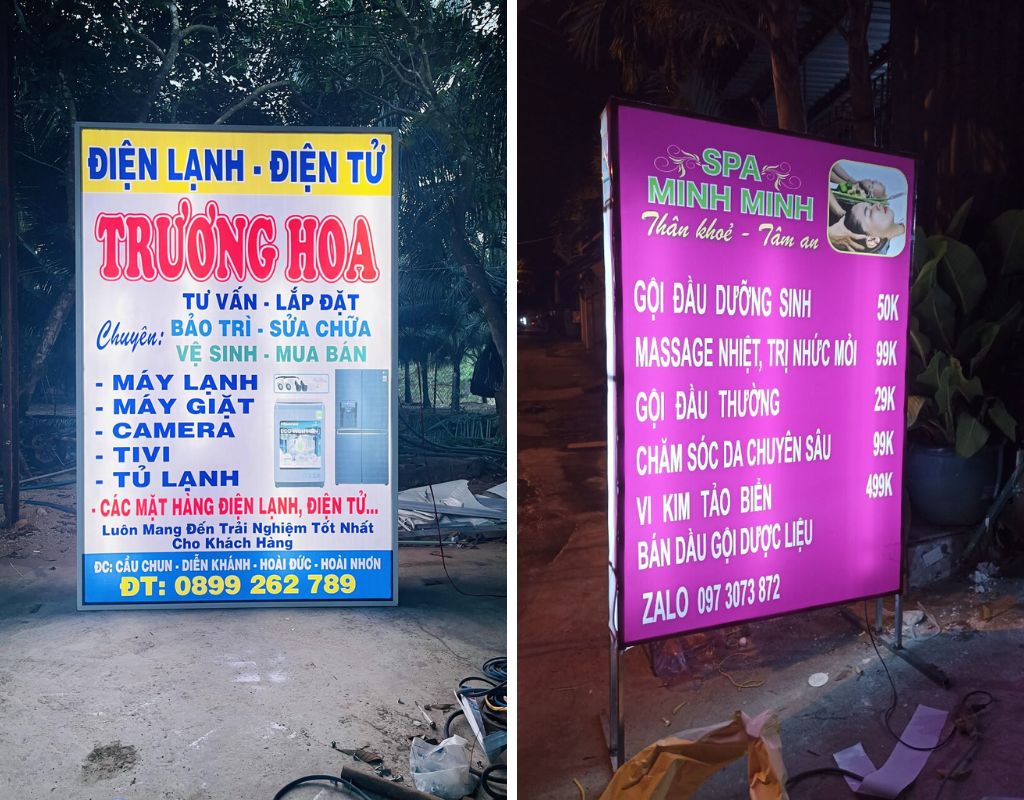 ĐIỆN LẠNH - ĐIỆN TỬ
TRƯƠNG HOA
Chuyên:
TƯ VẤN - LẮP ĐẶT
BẢO TRÌ - SỬA CHỮA
VỆ SINH - MUA BÁN
- MÁY LẠNH
- MÁY GIẶT
- CAMERA
- TIVI
- TỦ LẠNH
- CÁC MẶT HÀNG ĐIỆN LẠNH, ĐIỆN TỬ...
Luôn Mang Đến Trải Nghiệm Tốt Nhất
Cho Khách Hàng
ĐC: CẦU CHUN - DIỄN KHÁNH - HOÀI ĐỨC - HOÀI NHƠN
ĐT: 0899 262 789
SPA
MINH MINH
Thân khoẻ - Tâm an
GỘI ĐẦU DƯỠNG SINH 50K
MASSAGE NHIỆT, TRỊ NHỨC MỎI 99K
GỘI ĐẦU THƯỜNG 29K
CHĂM SÓC DA CHUYÊN SÂU 99K
VI KIM TẢO BIỂN 499K
BÁN DẦU GỘI DƯỢC LIỆU
ZALO 097 3073 872